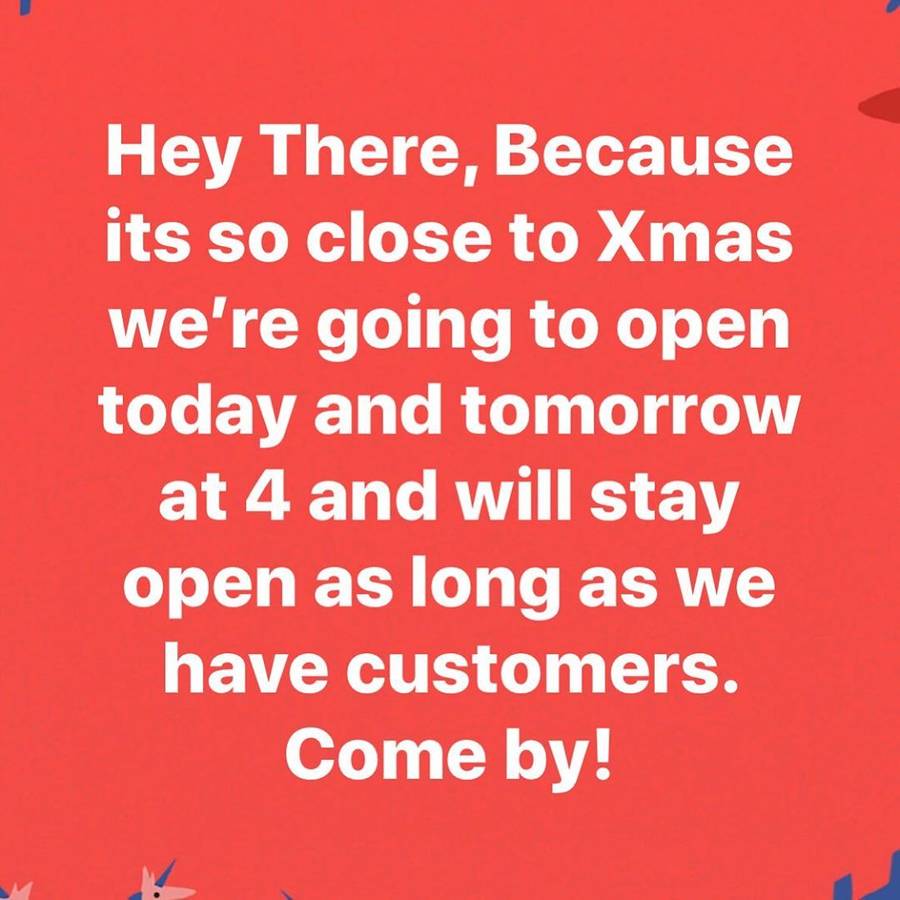 Hey There, Because
its so close to Xmas
we’re going to open
today and tomorrow
at 4 and will stay
open as long as we
have customers.
Come by!